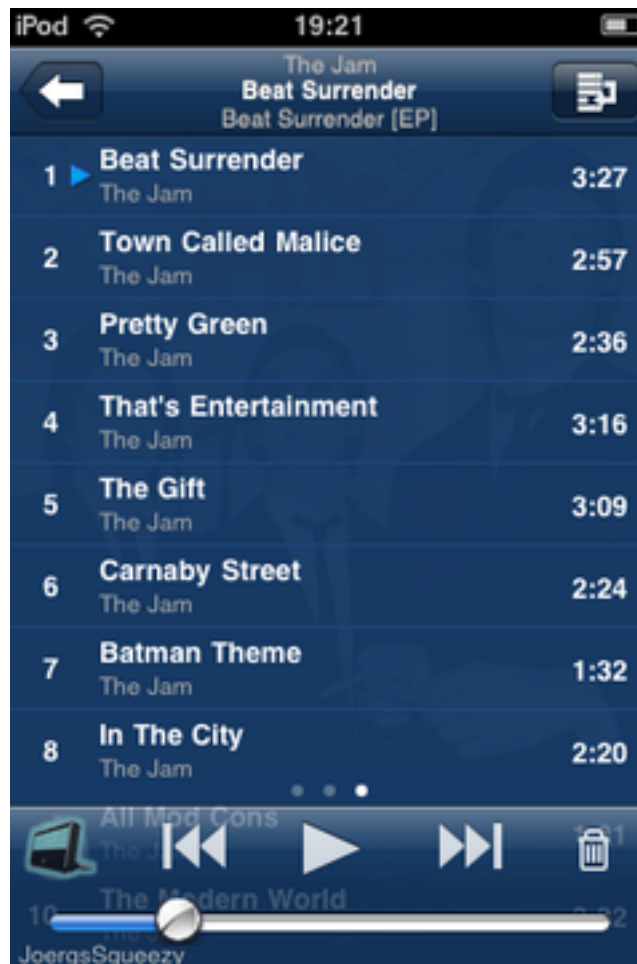 iPod 19:21
The Jam
Beat Surrender
Beat Surrender [EP]
1 Beat Surrender 3:27
The Jam
2 Town Called Malice 2:57
The Jam
3 Pretty Green 2:36
The Jam
4 That's Entertainment 3:16
The Jam
5 The Gift 3:09
The Jam
6 Carnaby Street 2:24
The Jam
7 Batman Theme 1:32
The Jam
8 In The City 2:20
The Jam
All Mod Cons
The
10 The Modern World
JoergsSqueezy